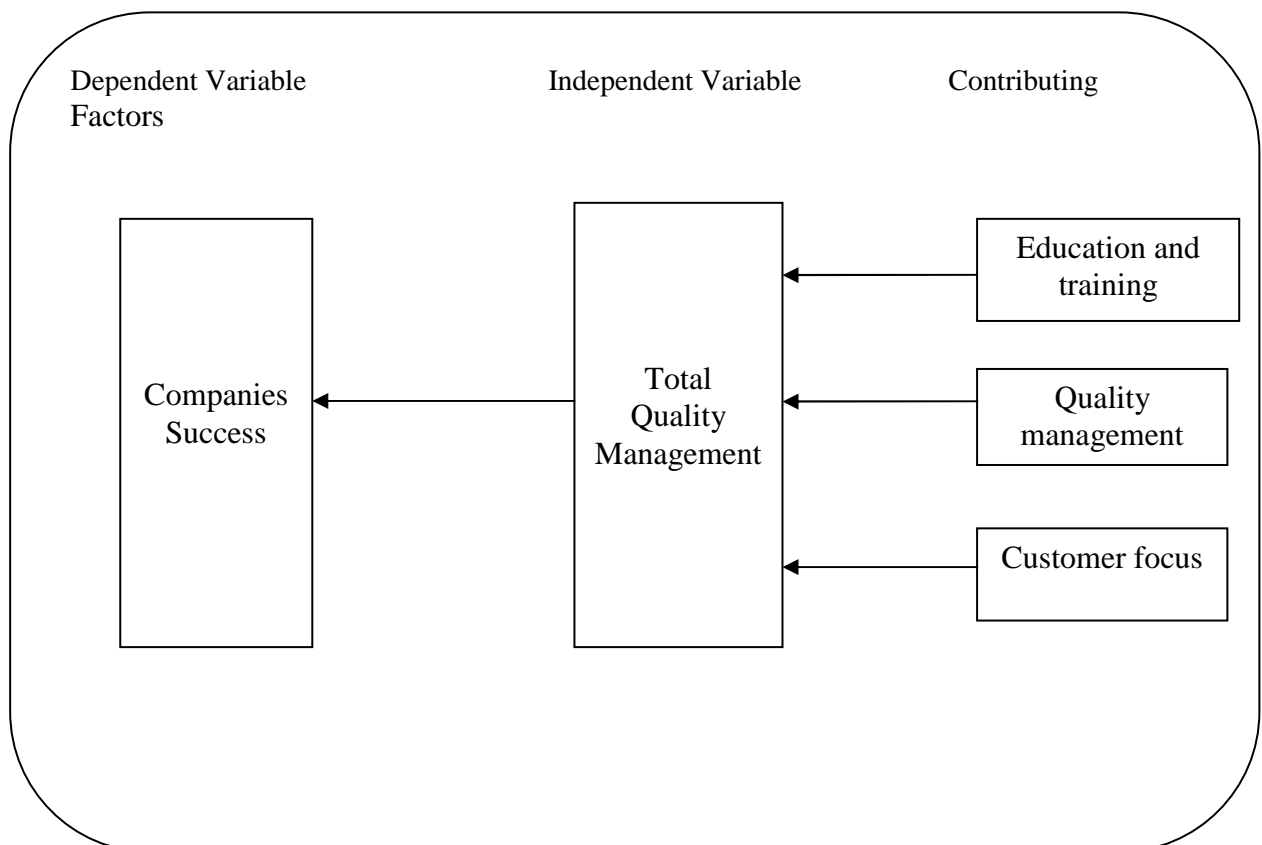 Dependent Variable Independent Variable Contributing
Factors
Companies
Success
Total
Quality
Management
Education and
training
Quality
management
Customer focus